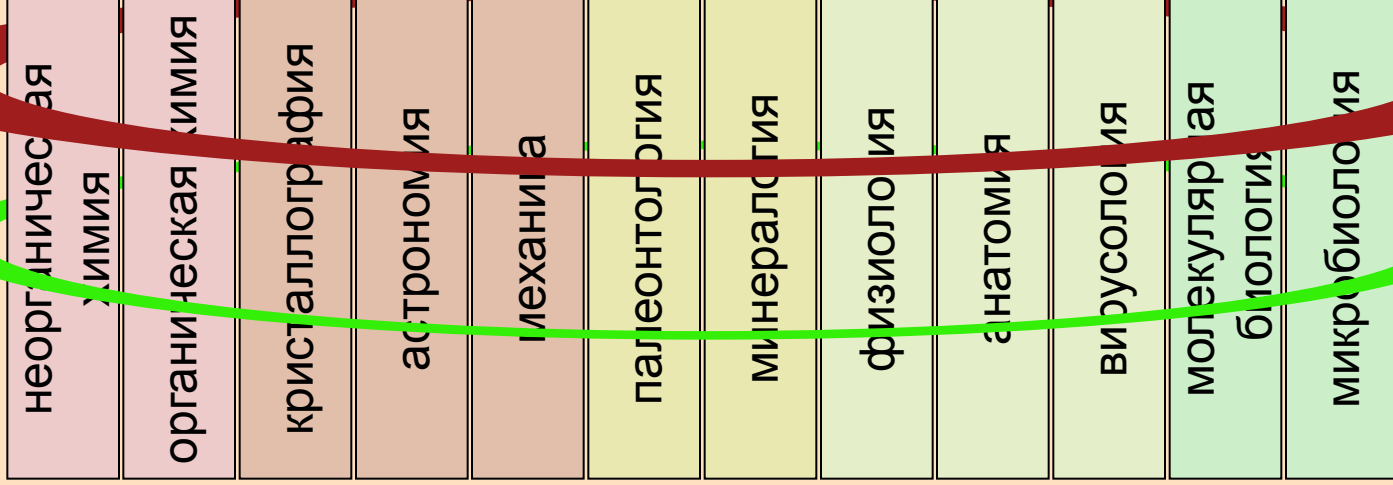 неорганическая
химия
органическая химия
кристаллография
астрономия
механика
палеонтология
минералогия
физиология
анатомия
вирусология
молекулярная
биология
микробиология